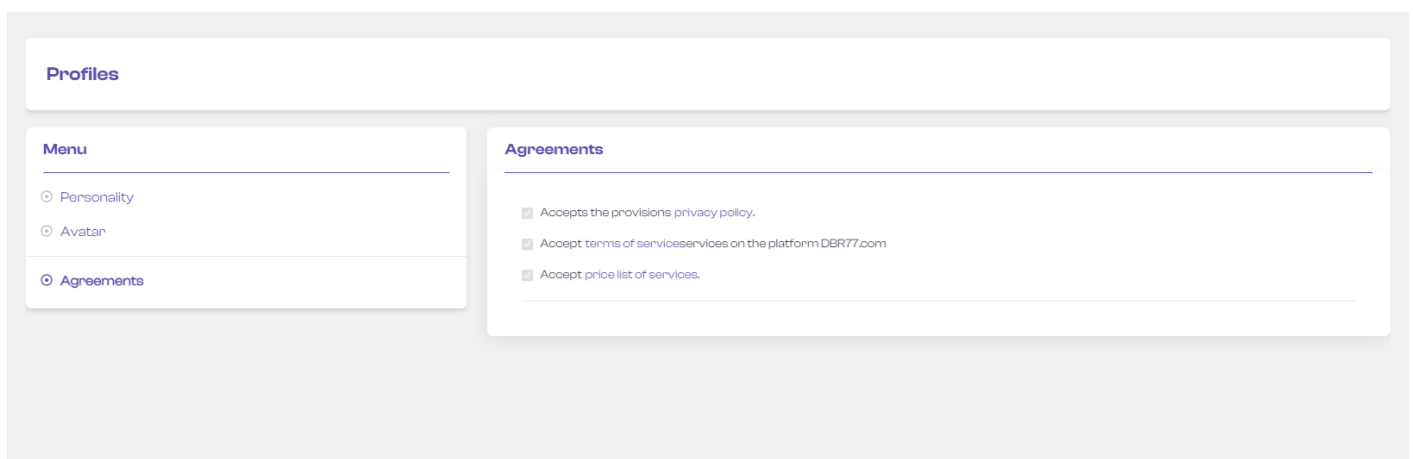 Profiles
Menu
Personality
Avatar
Agreements
Agreements
Accepts the provisions privacy policy.
Accept terms of serviceservices on the platform DBR77.com
Accept price list of services.